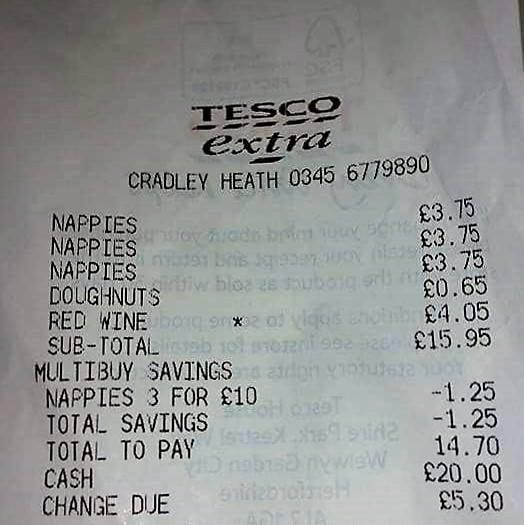 TESCO
extra
CRADLEY HEATH 0345 6779890
NAPPIES £3.75
NAPPIES £3.75
NAPPIES £3.75
DOUGHNUTS £0.65
RED WINE * £4.05
SUB-TOTAL £15.95
MULTIBUY SAVINGS
NAPPIES 3 FOR £10 -1.25
TOTAL SAVINGS -1.25
TOTAL TO PAY 14.70
CASH £20.00
CHANGE DUE £5.30